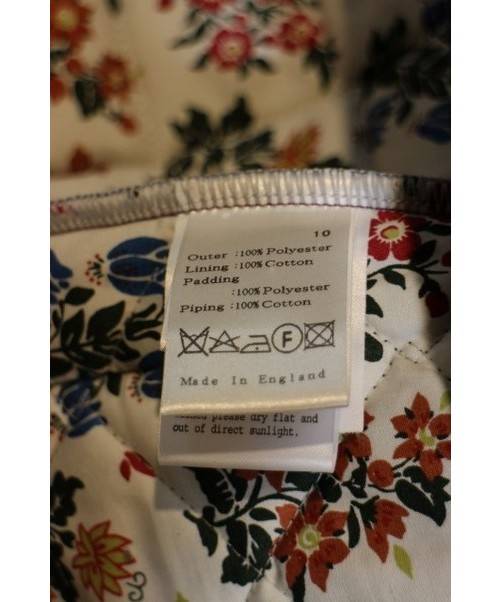 10
Outer :100% Polyester
Lining :100% Cotton
Padding
:100% Polyester
Piping :100% Cotton
F
Made In England
please dry flat and
out of direct sunlight.